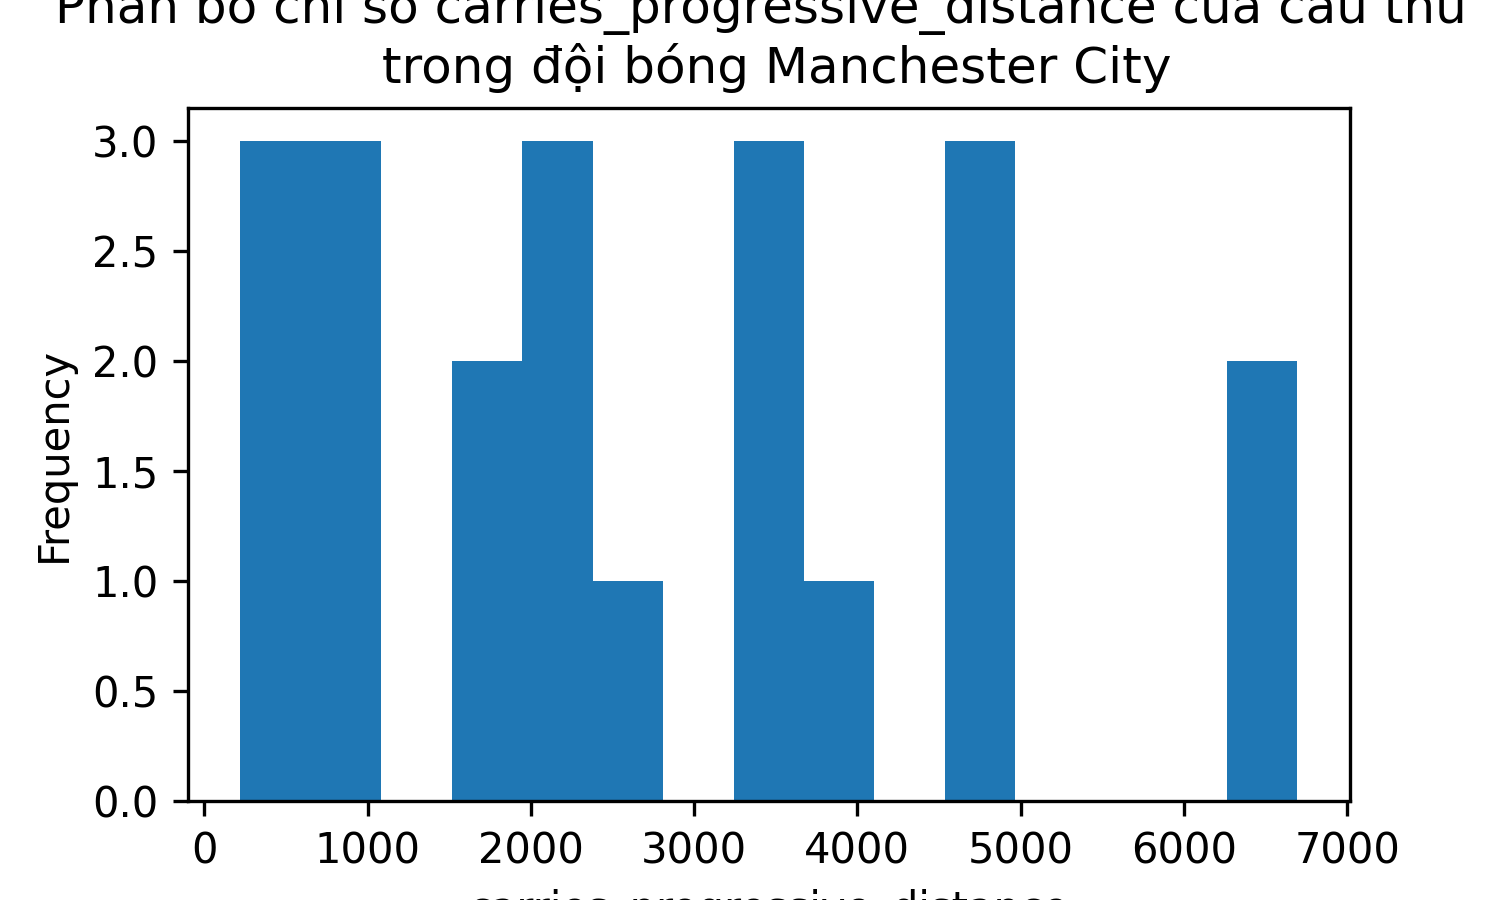 Phân bố chỉ số carries_progressive_distance của cầu thủ
trong đội bóng Manchester City
3.0
2.5
2.0
1.5
1.0
0.5
0.0
Frequency
0 1000 2000 3000 4000 5000 6000 7000
carries_progressive_distance